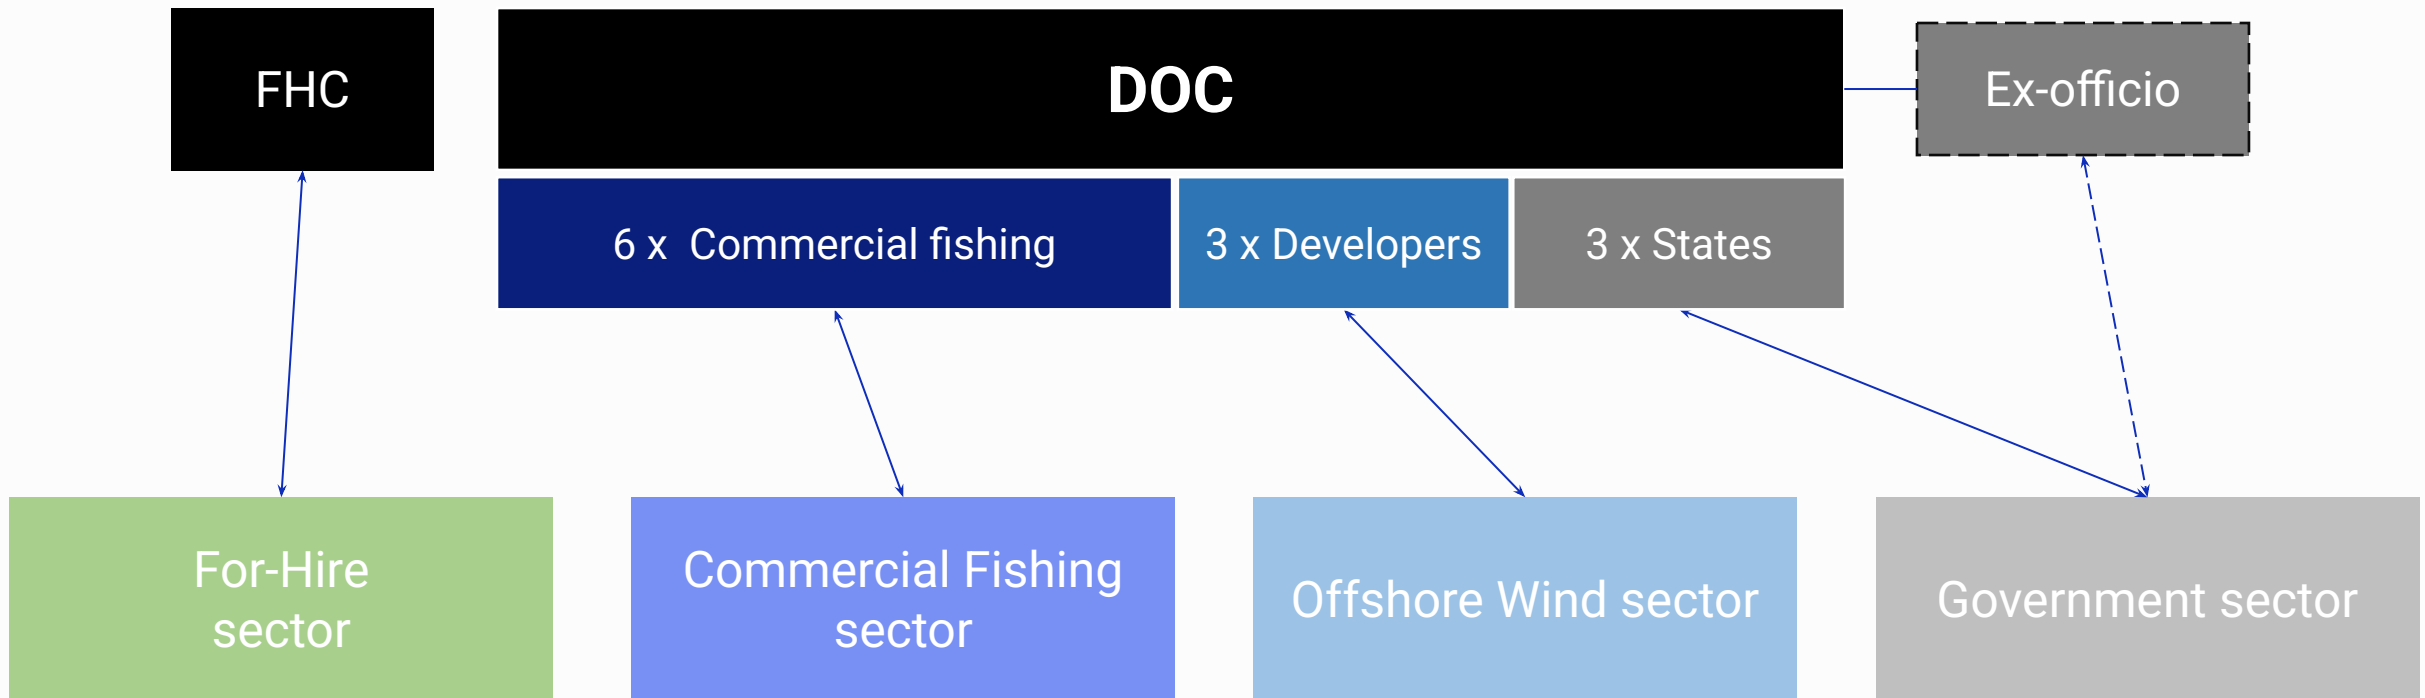 FHC
DOC
Ex-officio
6 x  Commercial fishing
3 x Developers
3 x States
For-Hire
sector
Commercial Fishing
sector
Offshore Wind sector
Government sector